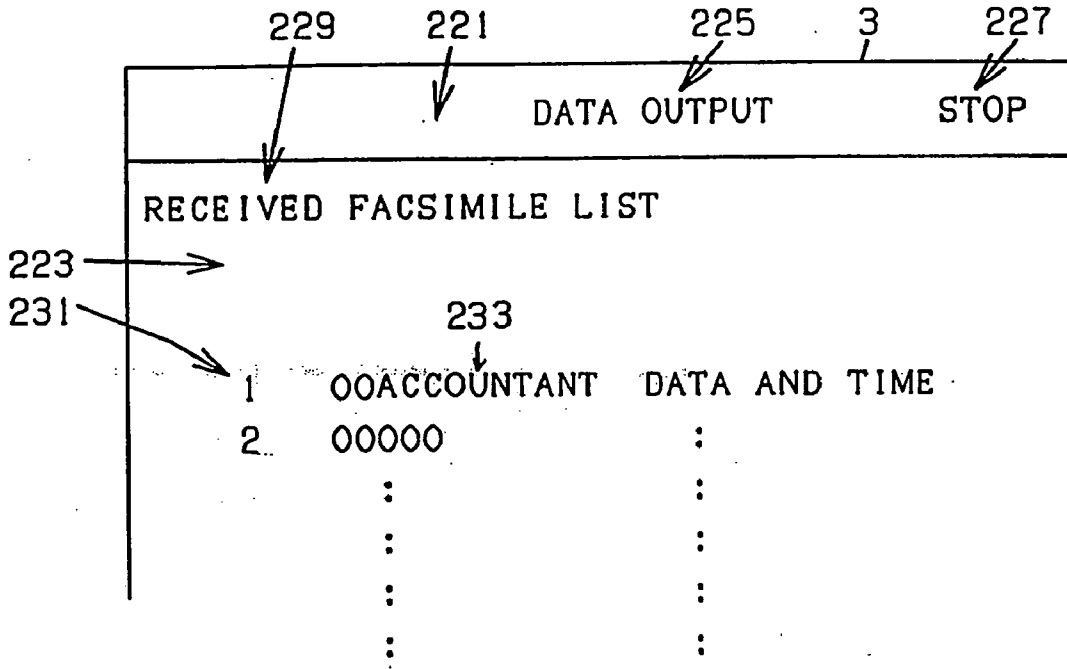 229 221 225 3 227
DATA OUTPUT STOP
RECEIVED FACSIMILE LIST
223
231
233
1 OOACCOUNTANT DATA AND TIME
2 OOOOO :
: :
: :
: :
: :